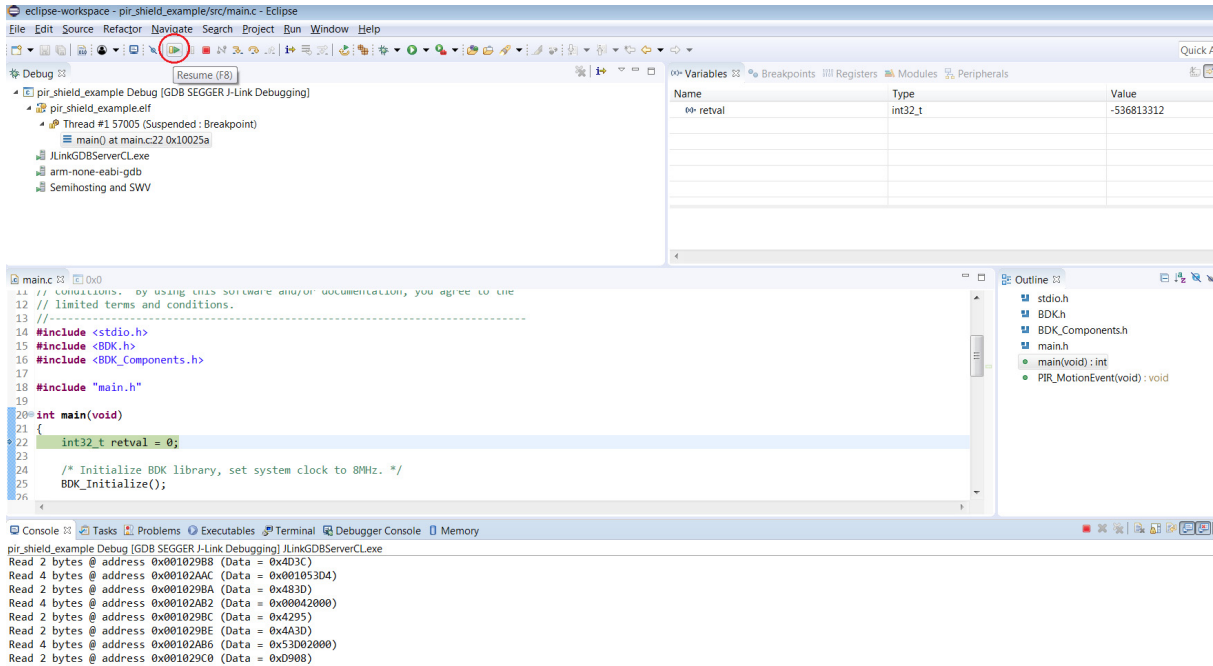 eclipse-workspace - pir_shield_example/src/main.c - Eclipse
File Edit Source Refactor Navigate Search Project Run Window Help
Quick A
Resume (F8)
Debug
pir_shield_example Debug [GDB SEGGER J-Link Debugging]
pir_shield_example.elf
Thread #1 57005 (Suspended : Breakpoint)
main() at main.c:22 0x10025a
JLinkGDBServerCL.exe
arm-none-eabi-gdb
Semihosting and SWV
Variables Breakpoints Registers Modules Peripherals
Name Type Value
retval int32_t -536813312
main.c 0x0
11 // conditions. By using this software and/or documentation, you agree to the
12 // limited terms and conditions.
13 //-----------------------------------------------------------------------------
14 #include <stdio.h>
15 #include <BDK.h>
16 #include <BDK_Components.h>
17
18 #include "main.h"
19
20 int main(void)
21 {
22 int32_t retval = 0;
23
24 /* Initialize BDK library, set system clock to 8MHz. */
25 BDK_Initialize();
26
Outline
stdio.h
BDK.h
BDK_Components.h
main.h
main(void) : int
PIR_MotionEvent(void) : void
Console Tasks Problems Executables Terminal Debugger Console Memory
pir_shield_example Debug [GDB SEGGER J-Link Debugging] JLinkGDBServerCL.exe
Read 2 bytes @ address 0x001029B8 (Data = 0x4D3C)
Read 4 bytes @ address 0x00102AAC (Data = 0x001053D4)
Read 2 bytes @ address 0x001029BA (Data = 0x483D)
Read 4 bytes @ address 0x00102AB2 (Data = 0x00042000)
Read 2 bytes @ address 0x001029BC (Data = 0x4295)
Read 2 bytes @ address 0x001029BE (Data = 0x4A3D)
Read 4 bytes @ address 0x00102AB6 (Data = 0x53D02000)
Read 2 bytes @ address 0x001029C0 (Data = 0xD908)